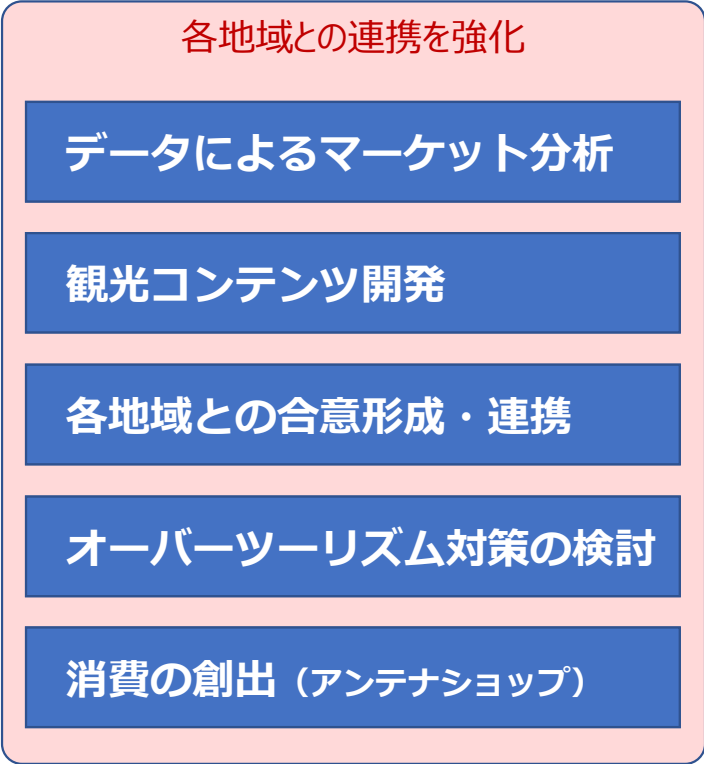 各地域との連携を強化
データによるマーケット分析
観光コンテンツ開発
各地域との合意形成・連携
オーバーツーリズム対策の検討
消費の創出（アンテナショップ）